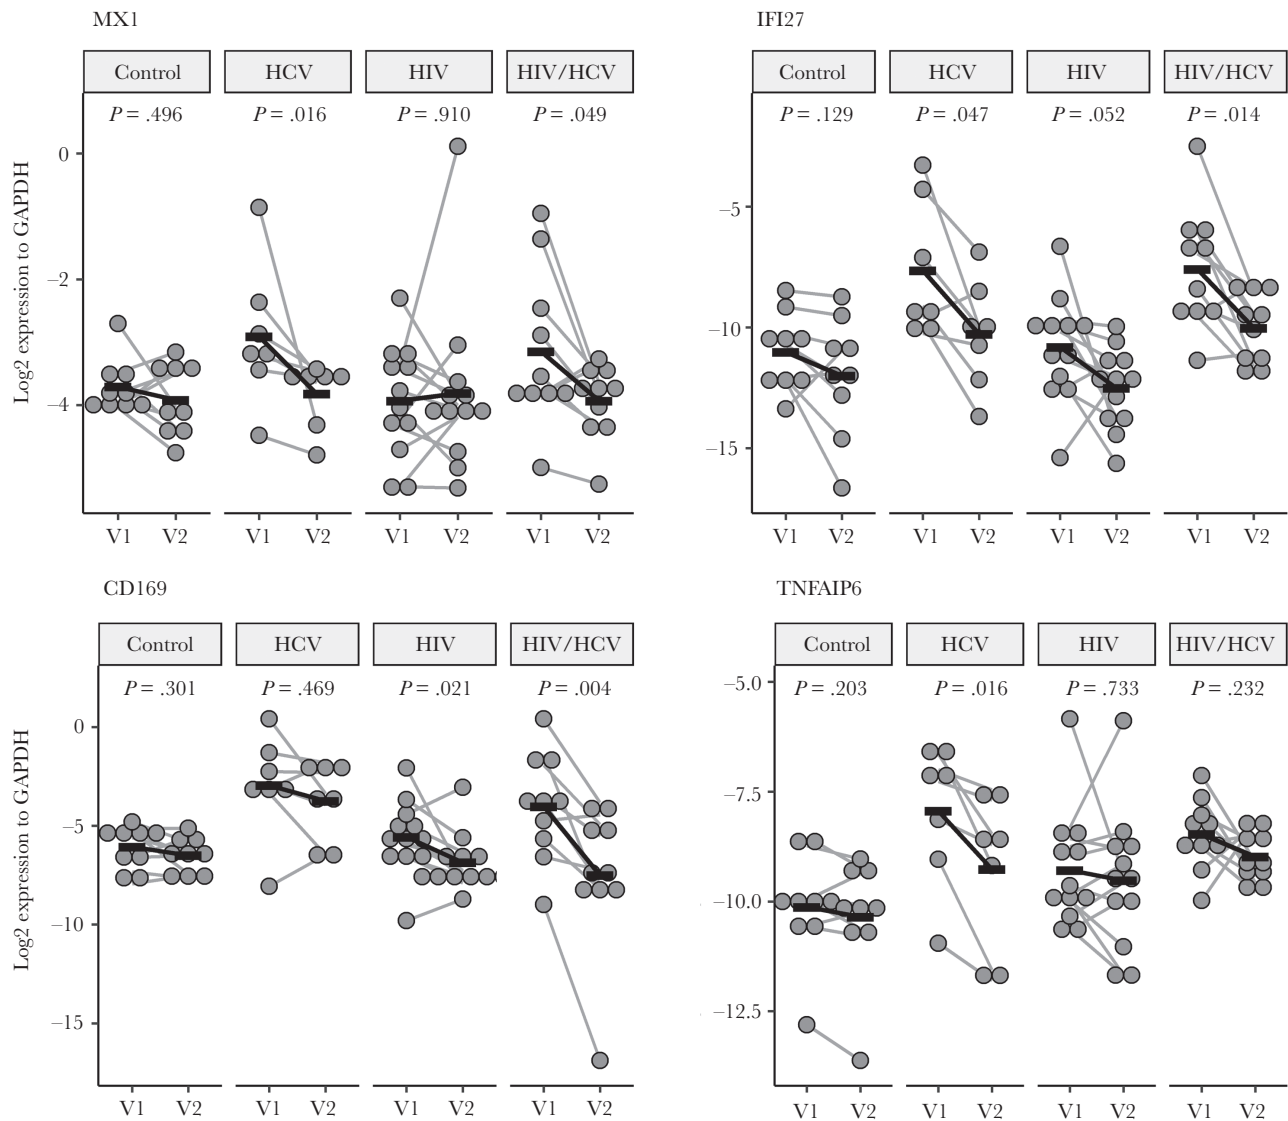 MX1
Control HCV HIV HIV/HCV
P = .496 P = .016 P = .910 P = .049
Log2 expression to GAPDH
0
−2
−4
V1 V2 V1 V2 V1 V2 V1 V2
IFI27
Control HCV HIV HIV/HCV
P = .129 P = .047 P = .052 P = .014
−5
−10
−15
V1 V2 V1 V2 V1 V2 V1 V2
CD169
Control HCV HIV HIV/HCV
P = .301 P = .469 P = .021 P = .004
Log2 expression to GAPDH
0
−5
−10
−15
V1 V2 V1 V2 V1 V2 V1 V2
TNFAIP6
Control HCV HIV HIV/HCV
−5.0
P = .203 P = .016 P = .733 P = .232
−7.5
−10.0
−12.5
V1 V2 V1 V2 V1 V2 V1 V2